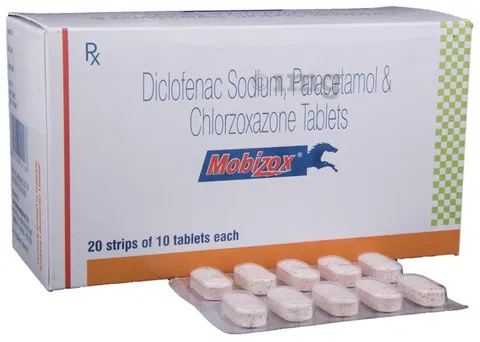 Rx
Diclofenac Sodium, Paracetamol &
Chlorzoxazone Tablets
Mobizox®
20 strips of 10 tablets each